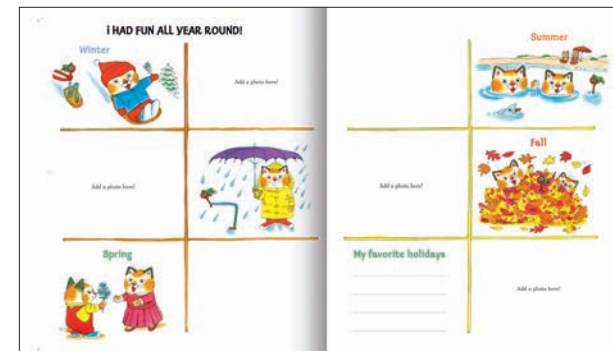 i HAD FUN ALL YEAR ROUND!
Winter
Add a photo here!
Add a photo here!
Spring
Summer
Add a photo here!
Fall
My favorite holidays
Add a photo here!